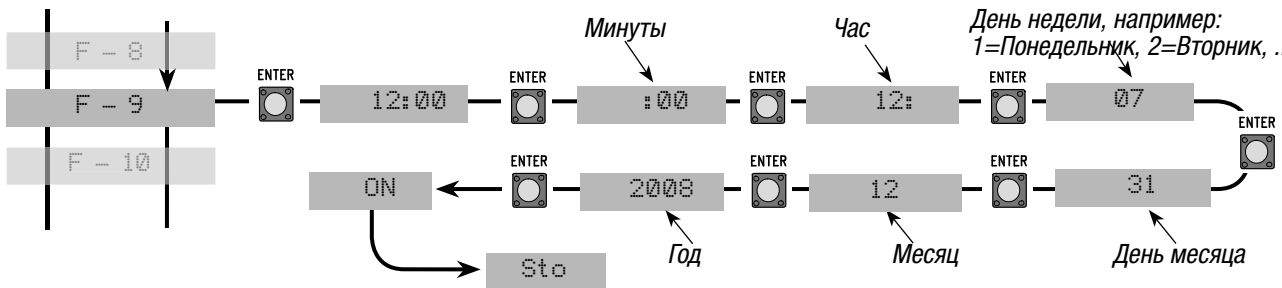 F – 8
F – 9
F – 10
ENTER
12:00
ENTER
Минуты
:00
ENTER
Час
12:
ENTER
День недели, например:
1=Понедельник, 2=Вторник, ..
07
ENTER
31
День месяца
ENTER
12
Месяц
ENTER
2008
Год
ENTER
ON
Sto